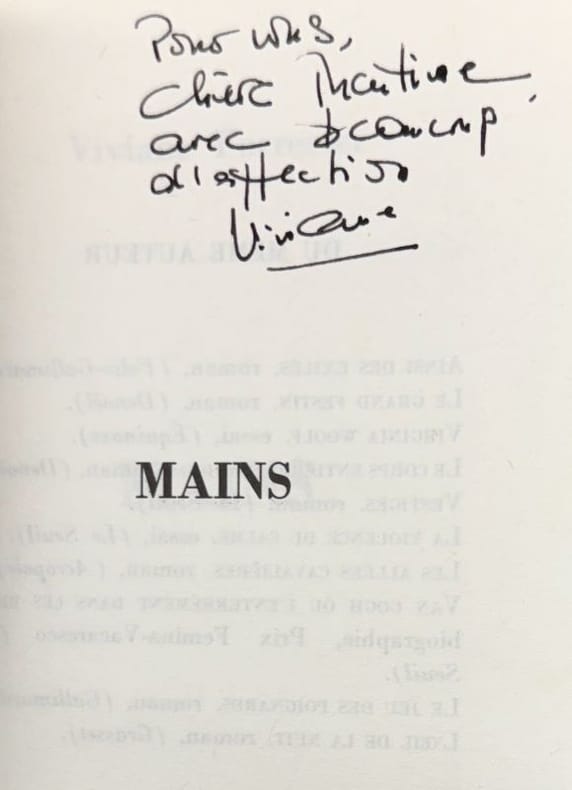 Pour vous,
chère Martine,
avec beaucoup
d'affection
Viviane
MAINS